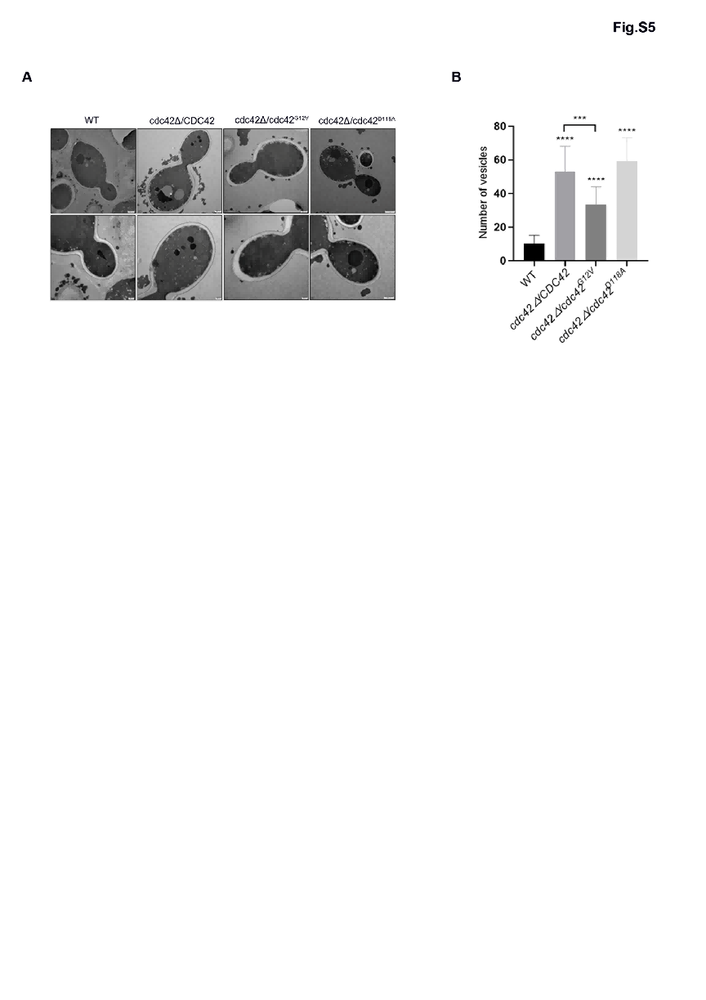 Fig.S5
A
B
WT
cdc42Δ/CDC42
cdc42Δ/cdc42G12V
cdc42Δ/cdc42D118A
***
****
****
****
Number of vesicles
80
60
40
20
0
WT
cdc42 Δ/CDC42
cdc42 Δ/cdc42G12V
cdc42 Δ/cdc42D118A